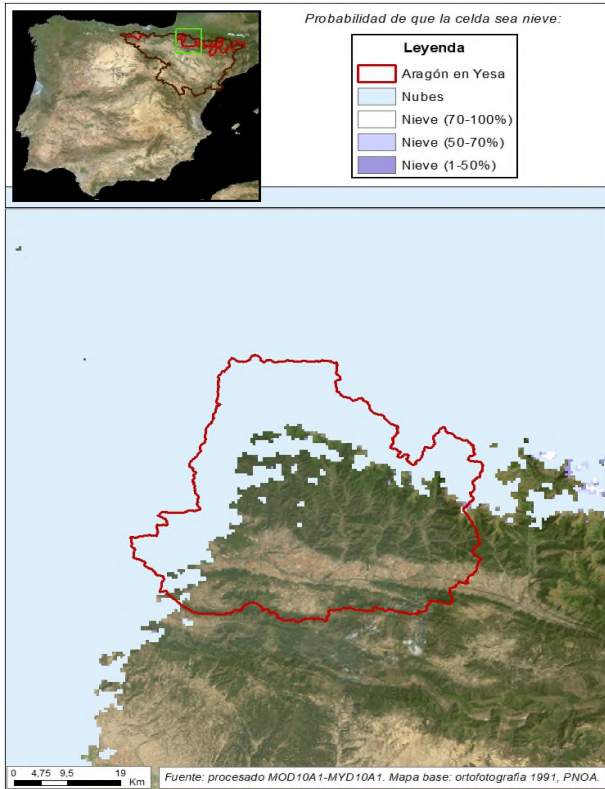 Probabilidad de que la celda sea nieve:
Leyenda
Aragón en Yesa
Nubes
Nieve (70-100%)
Nieve (50-70%)
Nieve (1-50%)
0 4,75 9,5 19
Km
Fuente: procesado MOD10A1-MYD10A1. Mapa base: ortofotografía 1991, PNOA.